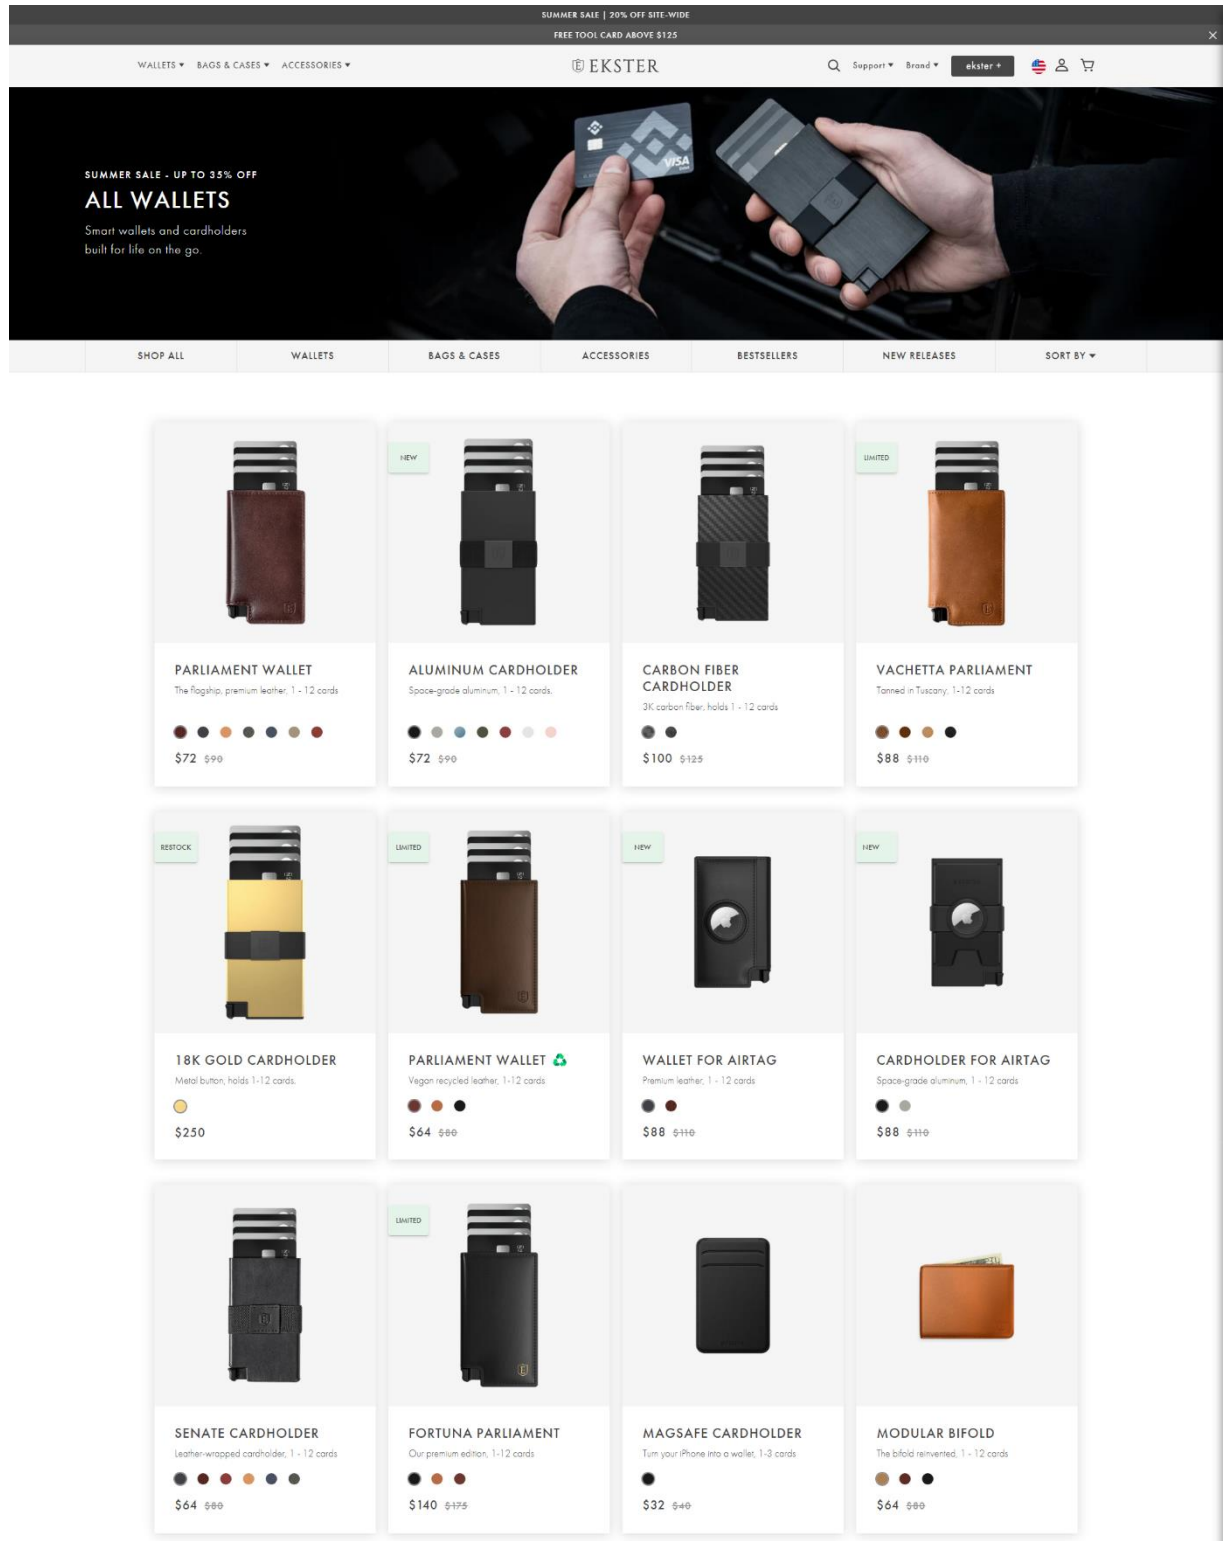 SUMMER SALE | 20% OFF SITE-WIDE
FREE TOOL CARD ABOVE $125
WALLETS BAGS & CASES ACCESSORIES EKSTER Support Brand ekster +
VISA
SUMMER SALE - UP TO 35% OFF
ALL WALLETS
Smart wallets and cardholders
built for life on the go.
SHOP ALL WALLETS BAGS & CASES ACCESSORIES BESTSELLERS NEW RELEASES SORT BY
NEW
LIMITED
PARLIAMENT WALLET
The flagship, premium leather, 1 - 12 cards
$72 $90
ALUMINUM CARDHOLDER
Space-grade aluminum, 1 - 12 cards.
$72 $90
CARBON FIBER
CARDHOLDER
3K carbon fiber, holds 1 - 12 cards
$100 $125
VACHETTA PARLIAMENT
Tanned in Tuscany, 1-12 cards
$88 $110
RESTOCK
LIMITED
NEW
NEW
18K GOLD CARDHOLDER
Metal button, holds 1-12 cards.
$250
PARLIAMENT WALLET
Vegan recycled leather, 1-12 cards
$64 $80
WALLET FOR AIRTAG
Premium leather, 1 - 12 cards
$88 $110
CARDHOLDER FOR AIRTAG
Space-grade aluminum, 1 - 12 cards
$88 $110
LIMITED
SENATE CARDHOLDER
Leather-wrapped cardholder, 1 - 12 cards
$64 $80
FORTUNA PARLIAMENT
Our premium edition, 1-12 cards
$140 $175
MAGSAFE CARDHOLDER
Turn your iPhone into a wallet, 1-3 cards
$32 $40
MODULAR BIFOLD
The bifold reinvented, 1 - 12 cards
$64 $80